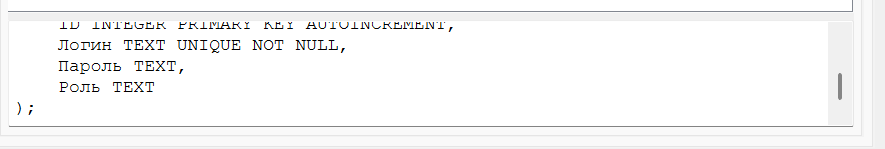 ID INTEGER PRIMARY KEY AUTOINCREMENT,
Логин TEXT UNIQUE NOT NULL,
Пароль TEXT,
Роль TEXT
);